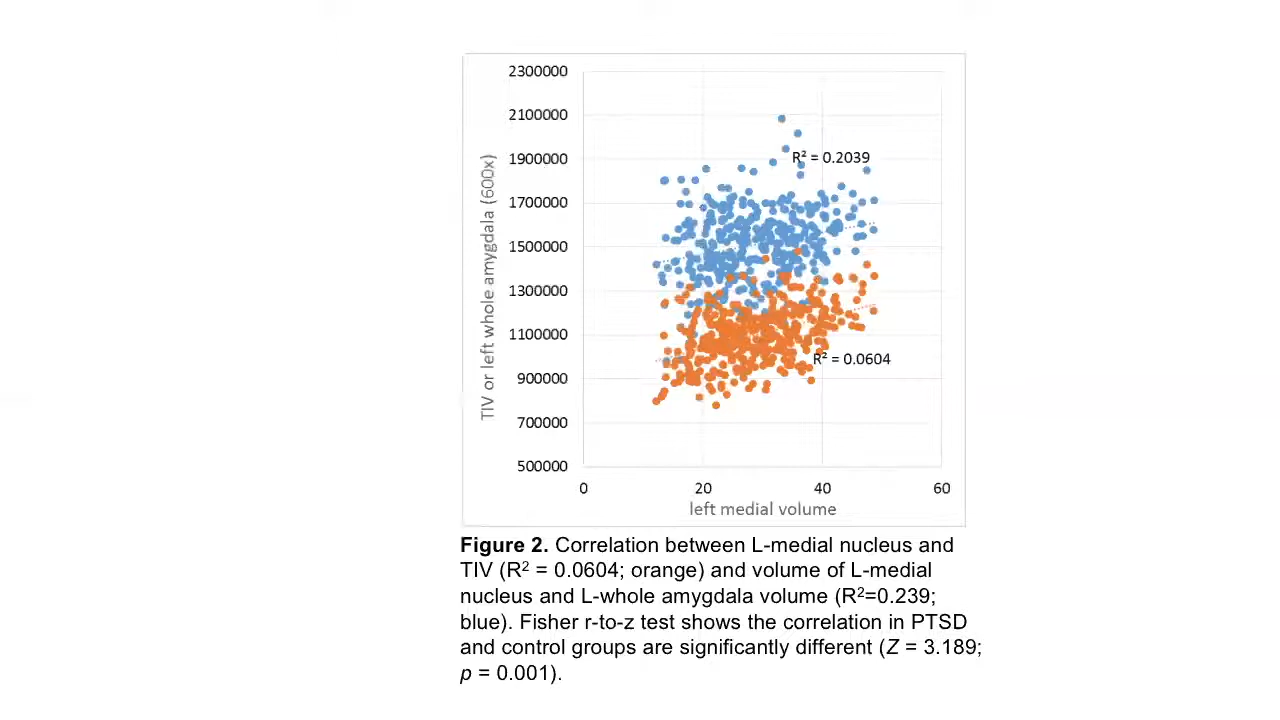 2300000
2100000
1900000
1700000
1500000
1300000
1100000
900000
700000
500000
TIV or left whole amygdala (600x)
R² = 0.2039
R² = 0.0604
0 20 40 60
left medial volume
Figure 2. Correlation between L-medial nucleus and
TIV (R² = 0.0604; orange) and volume of L-medial
nucleus and L-whole amygdala volume (R²=0.239;
blue). Fisher r-to-z test shows the correlation in PTSD
and control groups are significantly different (Z = 3.189;
p = 0.001).